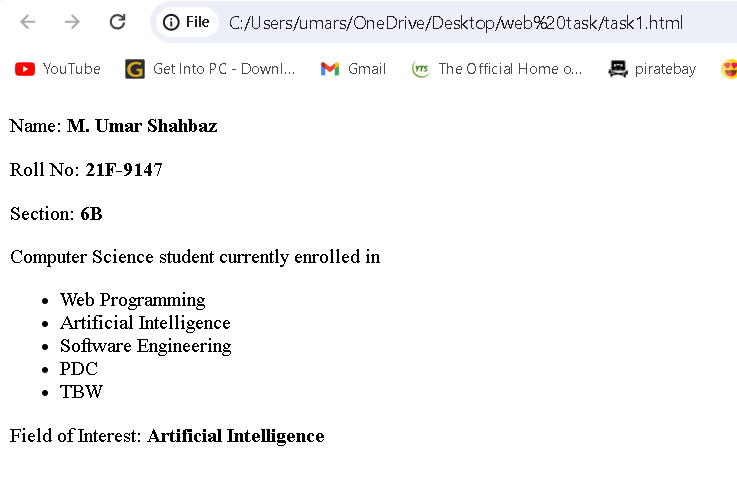 File C:/Users/umars/OneDrive/Desktop/web%20task/task1.html
YouTube Get Into PC - Downl... Gmail YTS The Official Home o... piratebay
Name: M. Umar Shahbaz
Roll No: 21F-9147
Section: 6B
Computer Science student currently enrolled in
• Web Programming
• Artificial Intelligence
• Software Engineering
• PDC
• TBW
Field of Interest: Artificial Intelligence